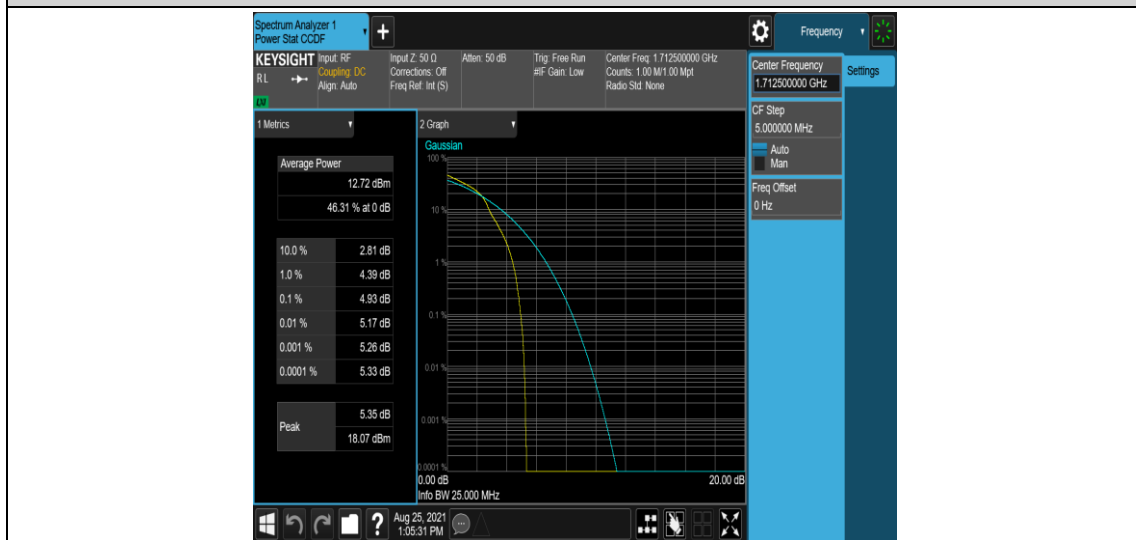 Spectrum Analyzer 1
Power Stat CCDF
Frequency
KEYSIGHT
RL
LXI
Input: RF
Coupling: DC
Align: Auto
Input Z: 50 Ω
Corrections: Off
Freq Ref: Int (S)
Atten: 50 dB
Trig: Free Run
#IF Gain: Low
Center Freq: 1.712500000 GHz
Counts: 1.00 M/1.00 Mpt
Radio Std: None
Center Frequency
1.712500000 GHz
Settings
CF Step
5.000000 MHz
Auto
Man
Freq Offset
0 Hz
1 Metrics
Average Power
12.72 dBm
46.31 % at 0 dB
10.0 % 2.81 dB
1.0 % 4.39 dB
0.1 % 4.93 dB
0.01 % 5.17 dB
0.001 % 5.26 dB
0.0001 % 5.33 dB
Peak
5.35 dB
18.07 dBm
2 Graph
Gaussian
100 %
10 %
1 %
0.1 %
0.01 %
0.001 %
0.0001 %
0.00 dB 20.00 dB
Info BW 25.000 MHz
?
Aug 25, 2021
1:05:31 PM